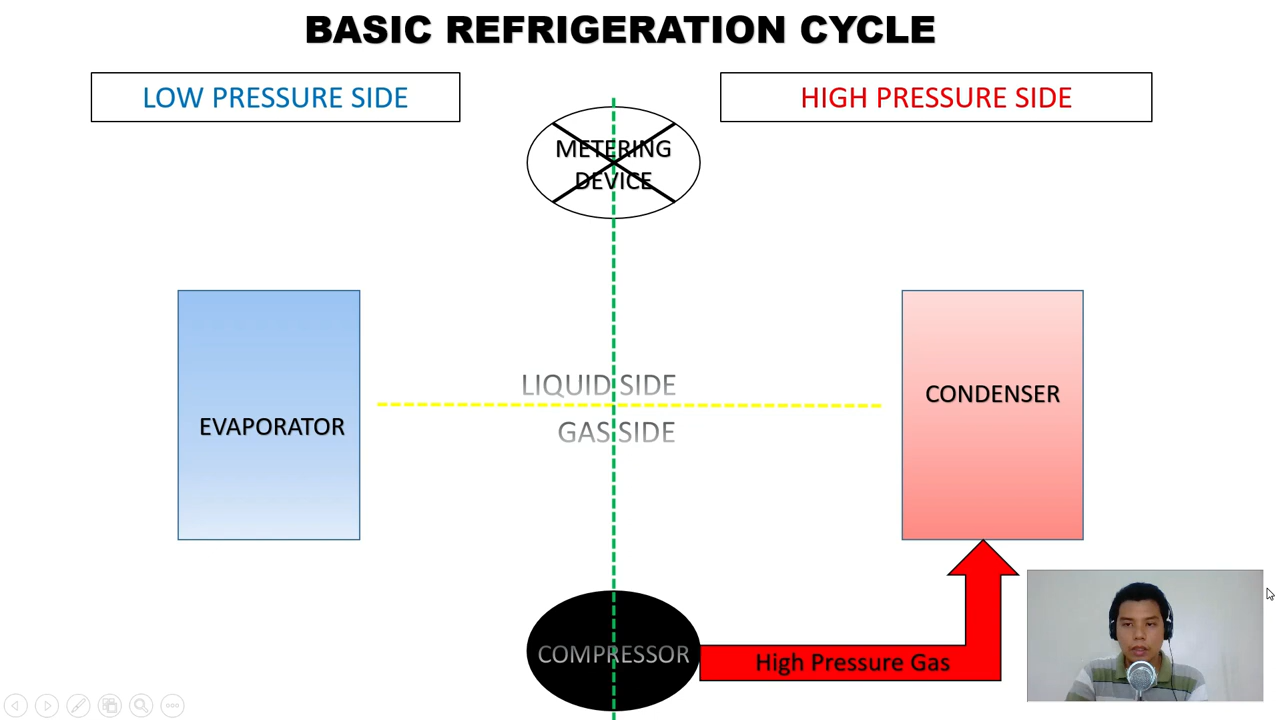 BASIC REFRIGERATION CYCLE
LOW PRESSURE SIDE
HIGH PRESSURE SIDE
METERING
DEVICE
LIQUID SIDE
CONDENSER
EVAPORATOR
GAS SIDE
COMPRESSOR
High Pressure Gas